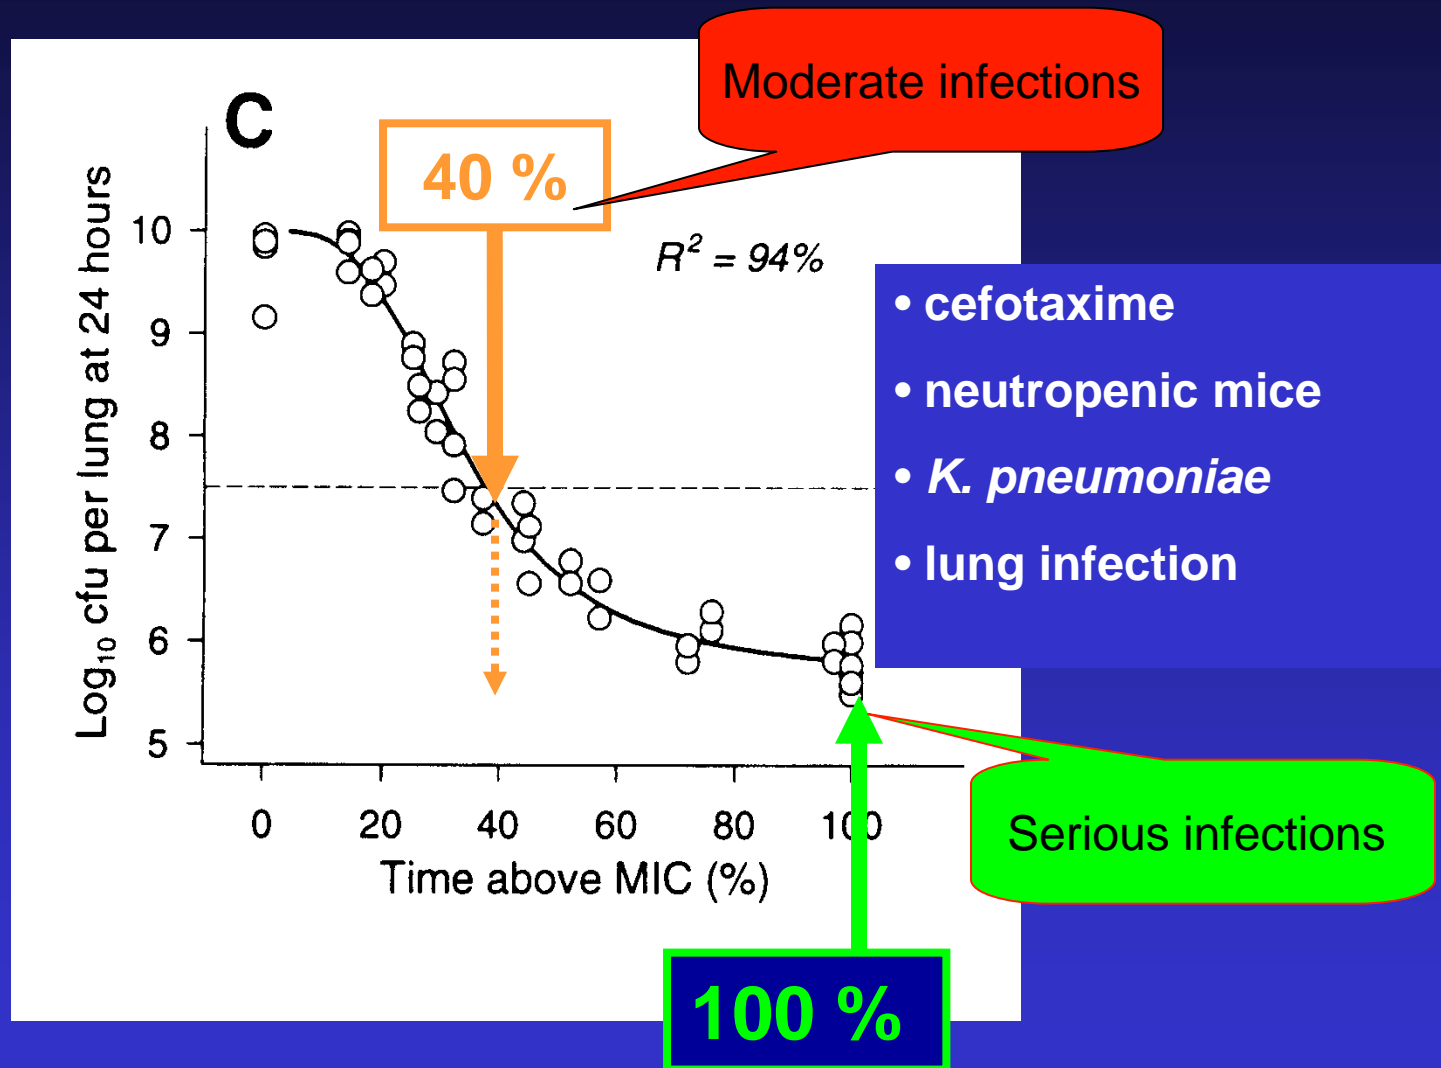 Moderate infections
C
40 %
R² = 94%
Log₁₀ cfu per lung at 24 hours
10
9
8
7
6
5
• cefotaxime
• neutropenic mice
• K. pneumoniae
• lung infection
0 20 40 60 80 100
Time above MIC (%)
Serious infections
100 %